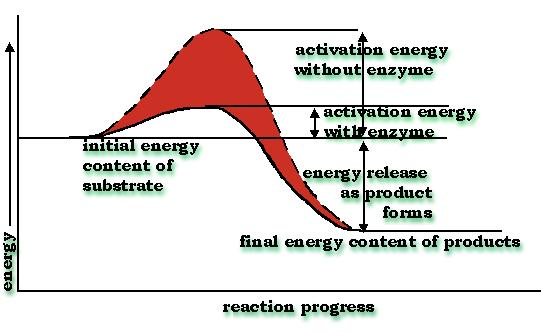 activation energy
without enzyme
activation energy
with enzyme
initial energy
content of
substrate
energy release
as product
forms
final energy content of products
energy
reaction progress